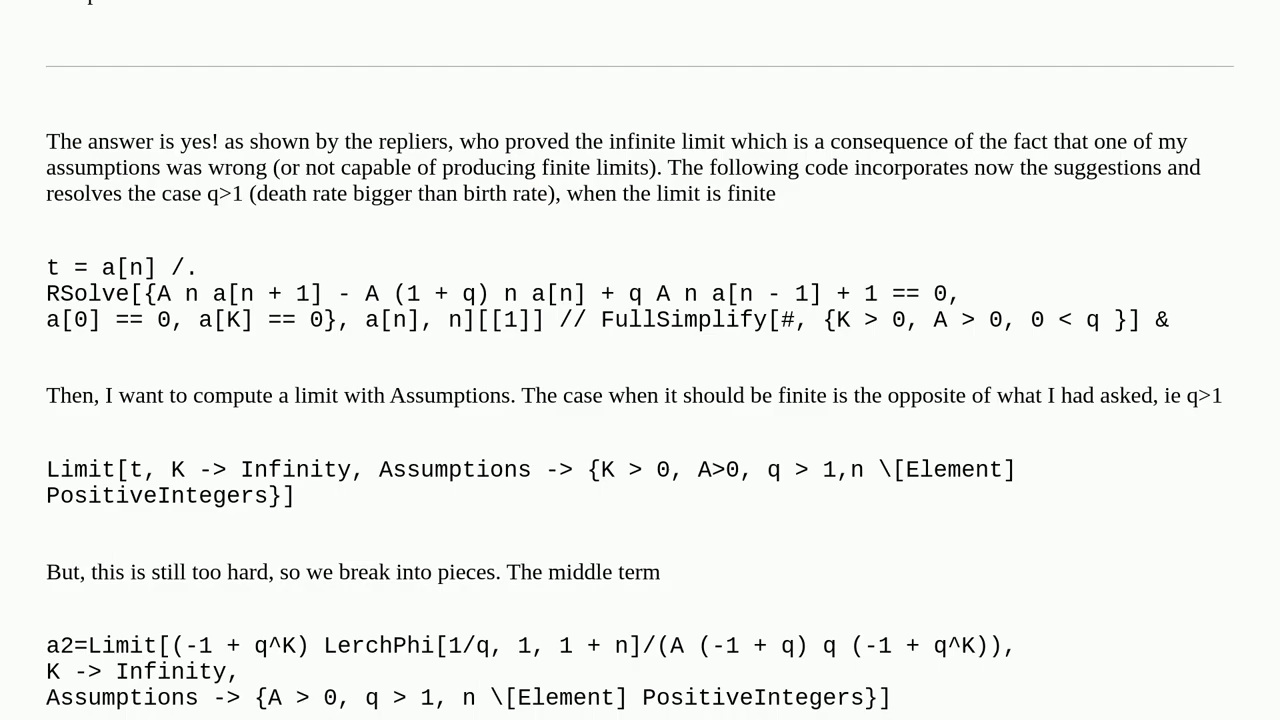 The answer is yes! as shown by the repliers, who proved the infinite limit which is a consequence of the fact that one of my
assumptions was wrong (or not capable of producing finite limits). The following code incorporates now the suggestions and
resolves the case q>1 (death rate bigger than birth rate), when the limit is finite
t = a[n] /.
RSolve[{A n a[n + 1] - A (1 + q) n a[n] + q A n a[n - 1] + 1 == 0,
a[0] == 0, a[K] == 0}, a[n], n][[1]] // FullSimplify[#, {K > 0, A > 0, 0 < q }] &
Then, I want to compute a limit with Assumptions. The case when it should be finite is the opposite of what I had asked, ie q>1
Limit[t, K -> Infinity, Assumptions -> {K > 0, A>0, q > 1,n \[Element]
PositiveIntegers}]
But, this is still too hard, so we break into pieces. The middle term
a2=Limit[(-1 + q^K) LerchPhi[1/q, 1, 1 + n]/(A (-1 + q) q (-1 + q^K)),
K -> Infinity,
Assumptions -> {A > 0, q > 1, n \[Element] PositiveIntegers}]